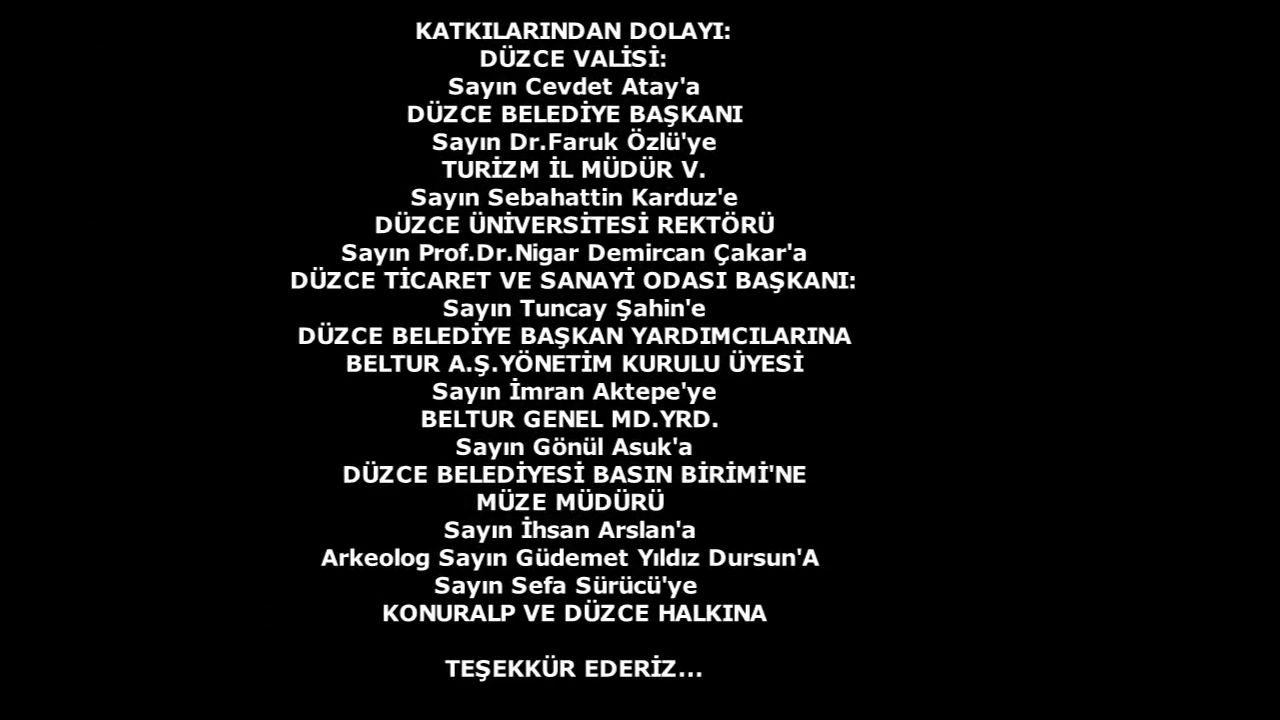 KATKILARINDAN DOLAYI:
DÜZCE VALİSİ:
Sayın Cevdet Atay'a
DÜZCE BELEDİYE BAŞKANI
Sayın Dr.Faruk Özlü'ye
TURİZM İL MÜDÜR V.
Sayın Sebahattin Karduz'e
DÜZCE ÜNİVERSİTESİ REKTÖRÜ
Sayın Prof.Dr.Nigar Demircan Çakar'a
DÜZCE TİCARET VE SANAYİ ODASI BAŞKANI:
Sayın Tuncay Şahin'e
DÜZCE BELEDİYE BAŞKAN YARDIMCILARINA
BELTUR A.Ş.YÖNETİM KURULU ÜYESİ
Sayın İmran Aktepe'ye
BELTUR GENEL MD.YRD.
Sayın Gönül Asuk'a
DÜZCE BELEDİYESİ BASIN BİRİMİ'NE
MÜZE MÜDÜRÜ
Sayın İhsan Arslan'a
Arkeolog Sayın Güdemet Yıldız Dursun'A
Sayın Sefa Sürücü'ye
KONURALP VE DÜZCE HALKINA
TEŞEKKÜR EDERİZ...